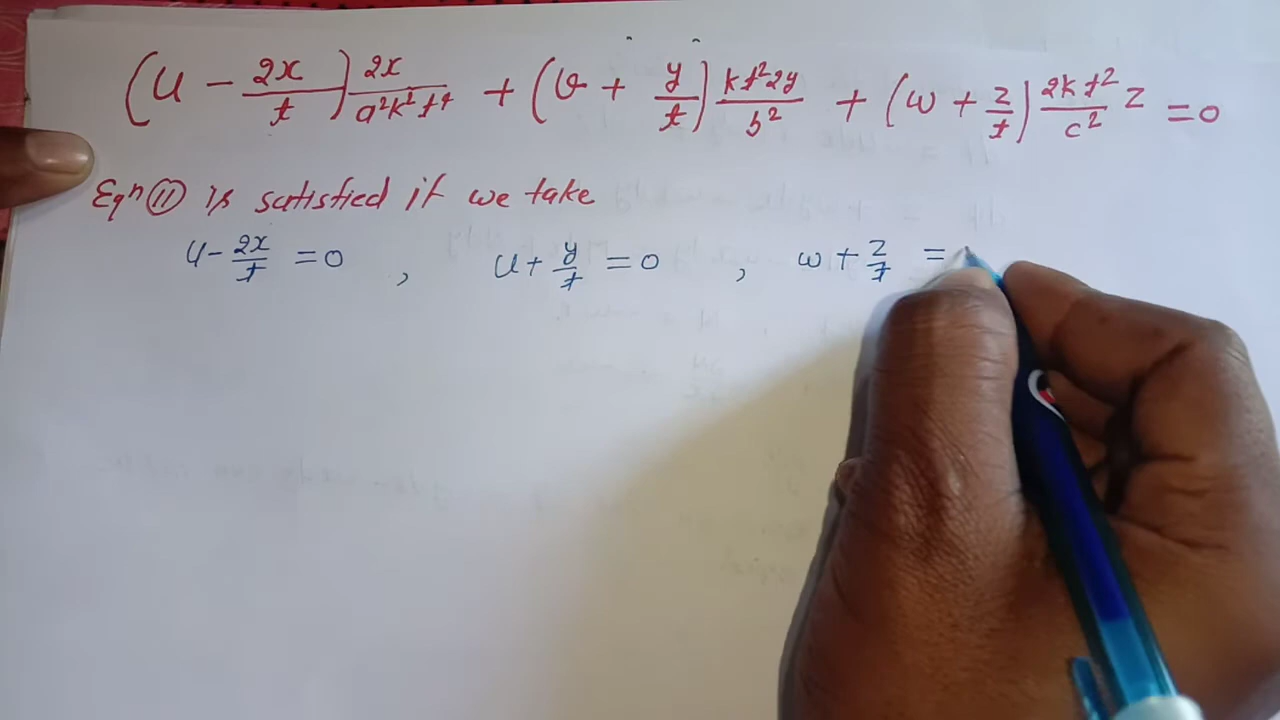 (u - 2x/t) 2x/a²k²t⁴ + (v + y/t) kt²2y/b² + (ω + z/t) 2kt²/c² z = 0
Eqⁿ ⑪ is satisfied if we take
u - 2x/t = 0 , u + y/t = 0 , ω + z/t =